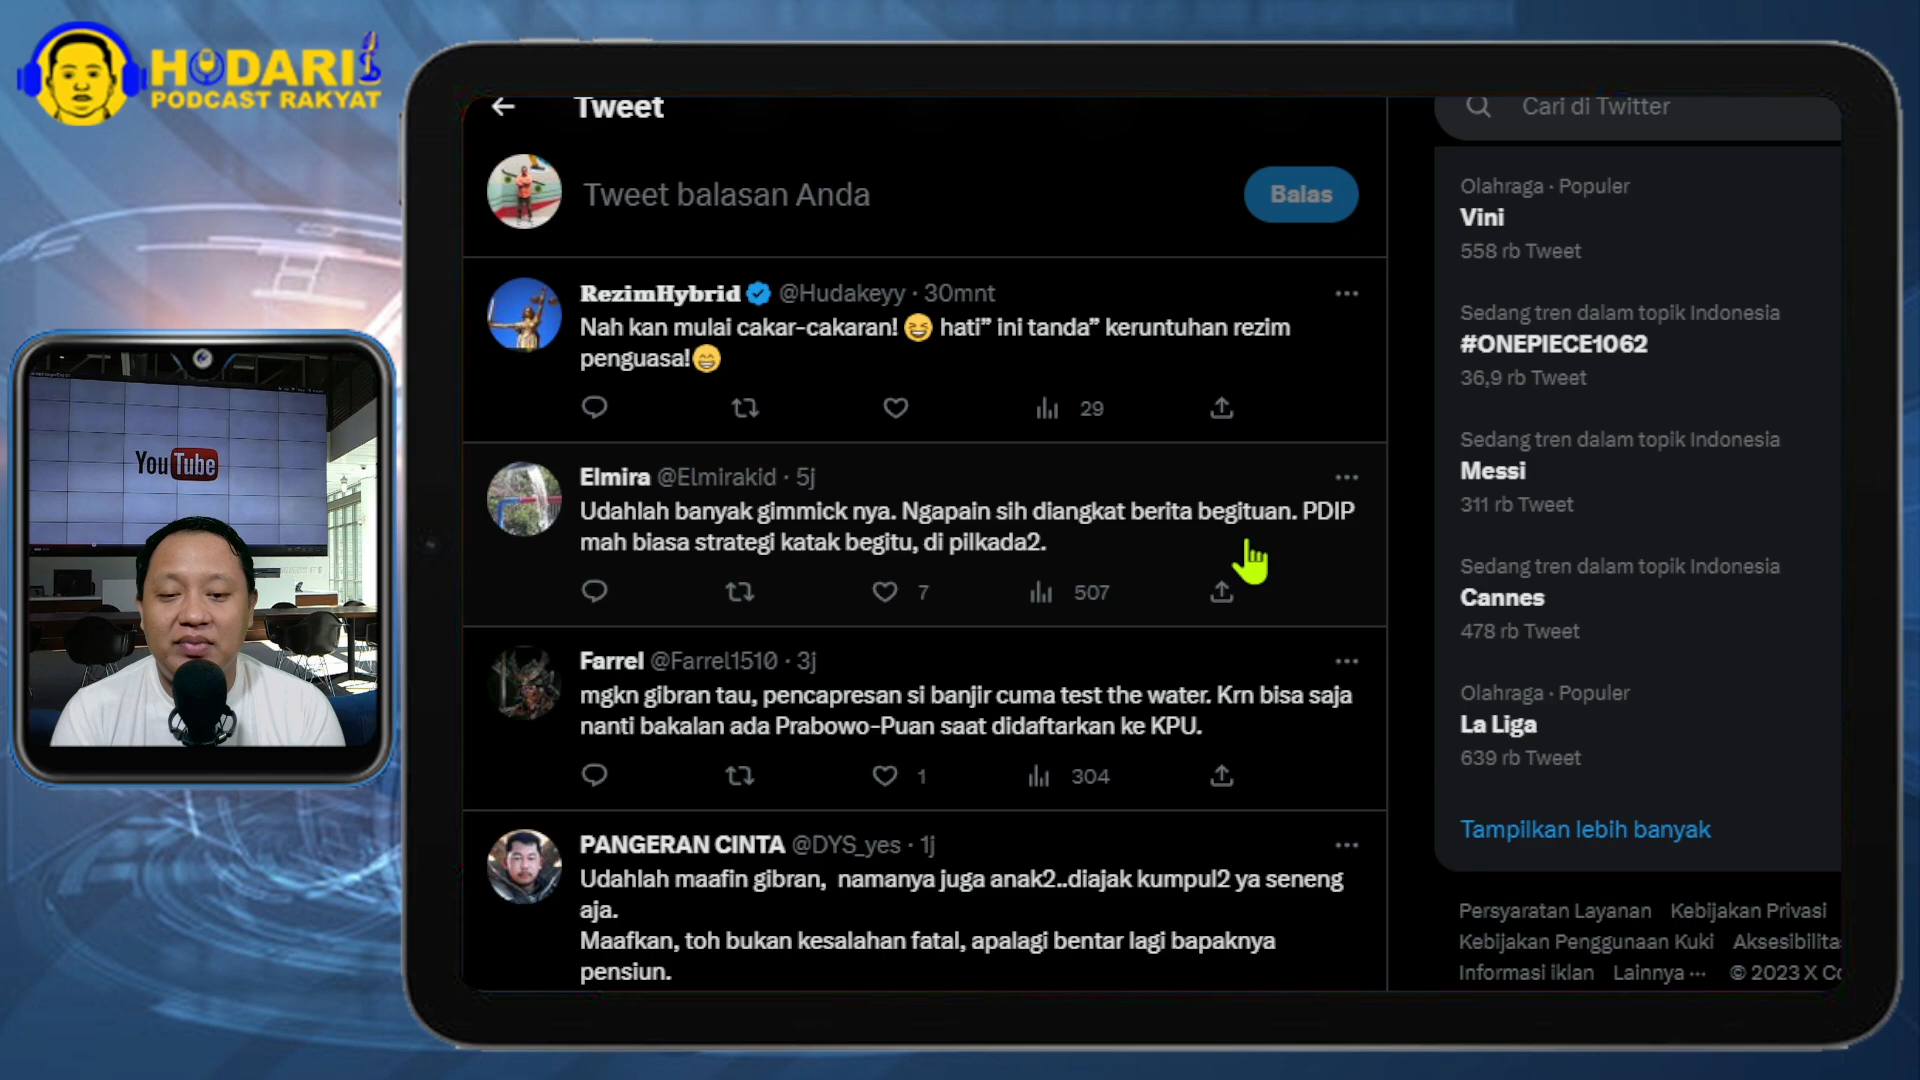 HODARI
PODCAST RAKYAT
YouTube
Tweet
Tweet balasan Anda
Balas
RezimHybrid @Hudakeyy · 30mnt
Nah kan mulai cakar-cakaran! 😆 hati” ini tanda” keruntuhan rezim
penguasa!😁
29
Elmira @Elmirakid · 5j
Udahlah banyak gimmick nya. Ngapain sih diangkat berita begituan. PDIP
mah biasa strategi katak begitu, di pilkada2.
7
507
Farrel @Farrel1510 · 3j
mgkn gibran tau, pencapresan si banjir cuma test the water. Krn bisa saja
nanti bakalan ada Prabowo-Puan saat didaftarkan ke KPU.
1
304
PANGERAN CINTA @DYS_yes · 1j
Udahlah maafin gibran,  namanya juga anak2..diajak kumpul2 ya seneng
aja.
Maafkan, toh bukan kesalahan fatal, apalagi bentar lagi bapaknya
pensiun.
Cari di Twitter
Olahraga · Populer
Vini
558 rb Tweet
Sedang tren dalam topik Indonesia
#ONEPIECE1062
36,9 rb Tweet
Sedang tren dalam topik Indonesia
Messi
311 rb Tweet
Sedang tren dalam topik Indonesia
Cannes
478 rb Tweet
Olahraga · Populer
La Liga
639 rb Tweet
Tampilkan lebih banyak
Persyaratan Layanan Kebijakan Privasi
Kebijakan Penggunaan Kuki Aksesibilitas
Informasi iklan Lainnya ··· © 2023 X Co